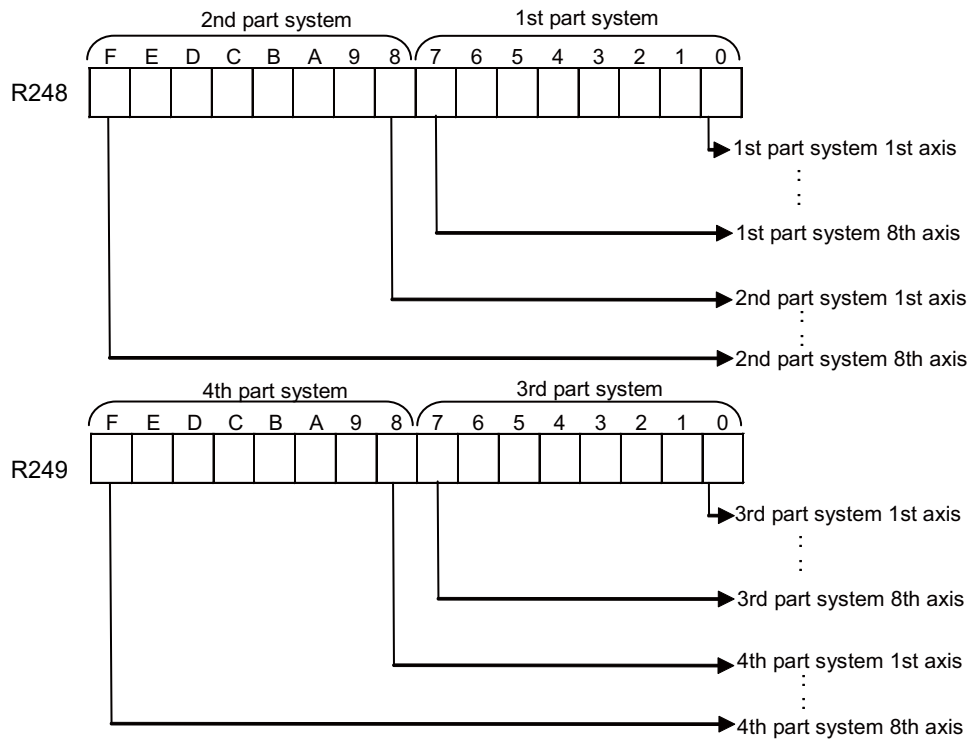 2nd part system 1st part system
F E D C B A 9 8 7 6 5 4 3 2 1 0
R248
1st part system 1st axis
1st part system 8th axis
2nd part system 1st axis
2nd part system 8th axis
4th part system 3rd part system
F E D C B A 9 8 7 6 5 4 3 2 1 0
R249
3rd part system 1st axis
3rd part system 8th axis
4th part system 1st axis
4th part system 8th axis